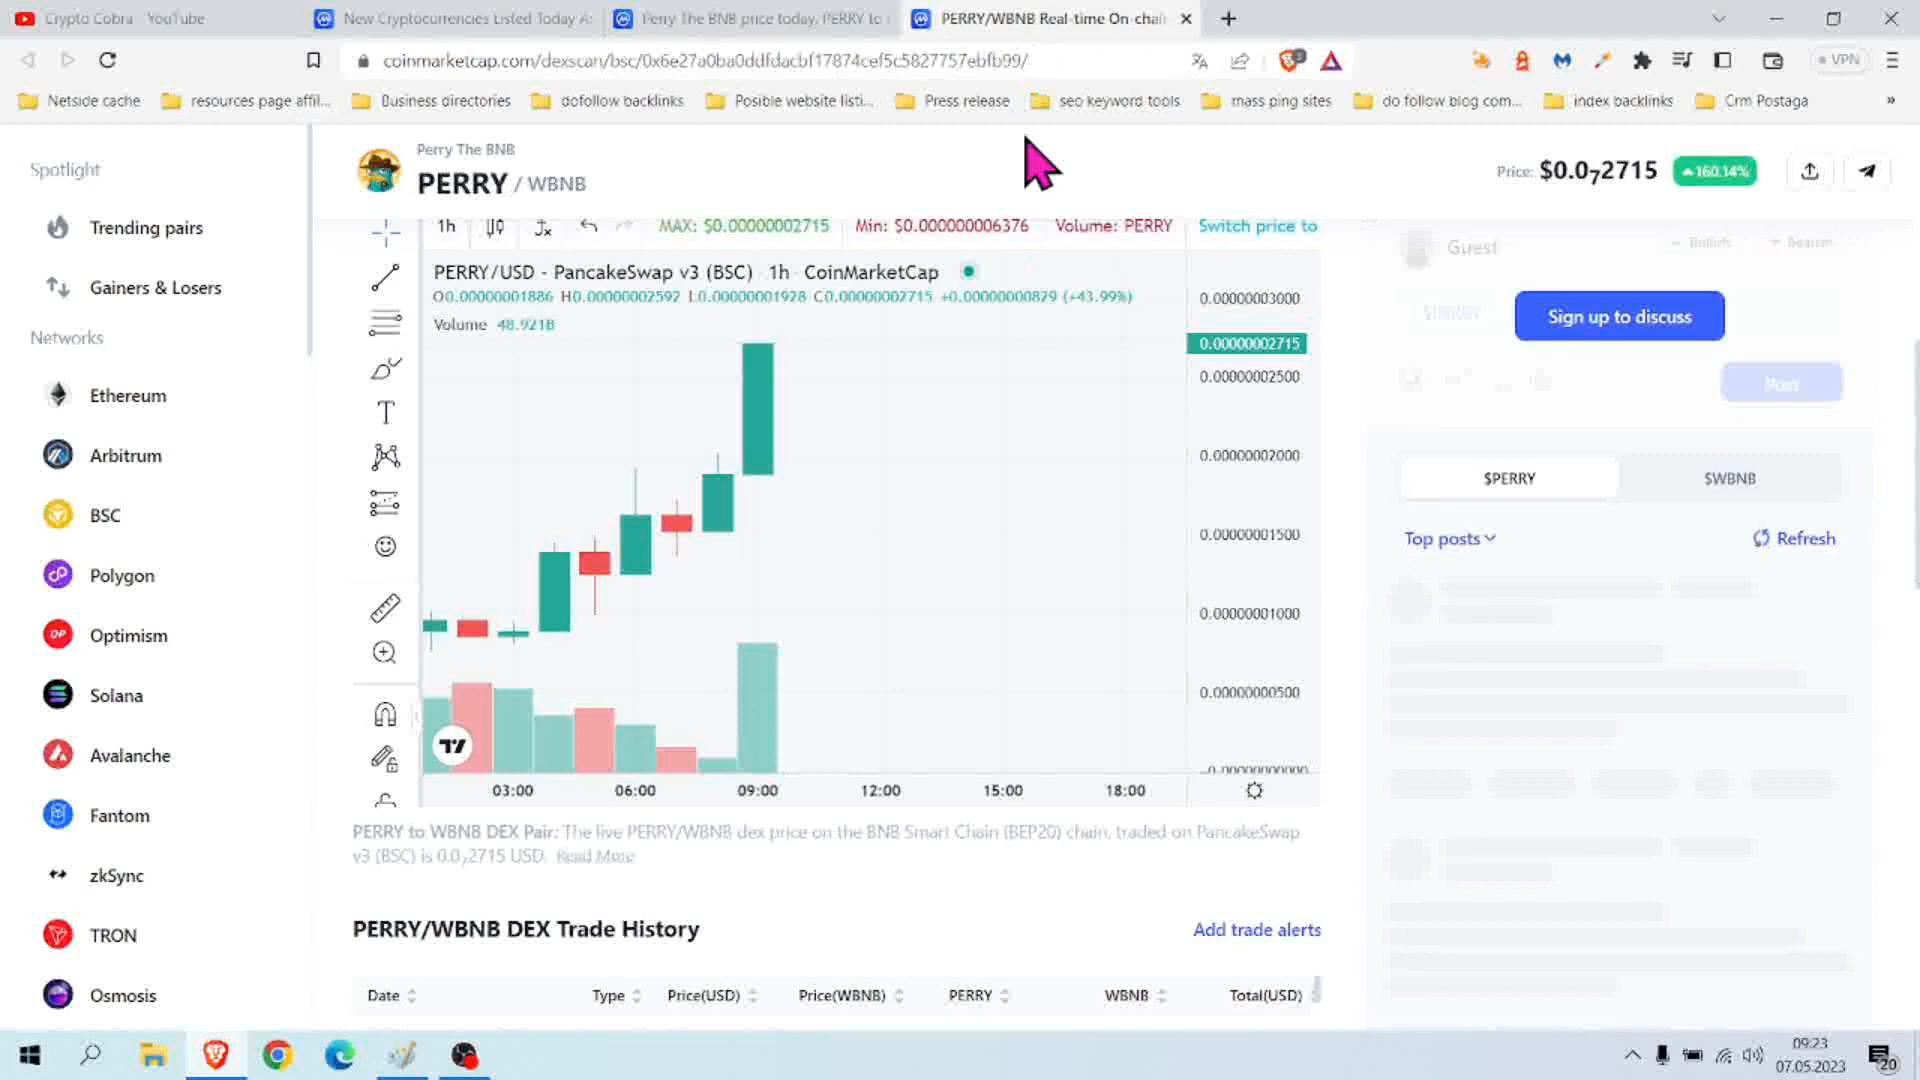 Crypto Cobra - YouTube
New Cryptocurrencies Listed Today A
Perry The BNB price today, PERRY to
PERRY/WBNB Real-time On-chai
coinmarketcap.com/dexscan/bsc/0x6e27a0ba0ddfdacbf17874cef5c5827757ebfb99/
VPN
Netside cache
resources page affil...
Business directories
dofollow backlinks
Posible website listi...
Press release
seo keyword tools
mass ping sites
do follow blog com...
index backlinks
Crm Postaga
»
Spotlight
Trending pairs
Gainers & Losers
Networks
Ethereum
Arbitrum
BSC
Polygon
Optimism
Solana
Avalanche
Fantom
zkSync
TRON
Osmosis
Perry The BNB
PERRY / WBNB
Price: $0.0₇2715
160.14%
1h
MAX: $0.00000002715
Min: $0.000000006376
Volume: PERRY
Switch price to
PERRY/USD - PancakeSwap v3 (BSC) · 1h · CoinMarketCap
O0.00000001886 H0.00000002592 L0.00000001928 C0.00000002715 +0.00000000829 (+43.99%)
Volume 48.921B
0.00000003000
0.00000002715
0.00000002500
0.00000002000
0.00000001500
0.00000001000
0.00000000500
-0.00000000000
03:00 06:00 09:00 12:00 15:00 18:00
PERRY to WBNB DEX Pair: The live PERRY/WBNB dex price on the BNB Smart Chain (BEP20) chain, traded on PancakeSwap
v3 (BSC) is 0.0₇2715 USD. Read More
PERRY/WBNB DEX Trade History
Add trade alerts
Date Type Price(USD) Price(WBNB) PERRY WBNB Total(USD)
Guest
Bullish
Bearish
$PERRY
Sign up to discuss
Post
$PERRY
$WBNB
Top posts
Refresh
09:23
07.05.2023
20